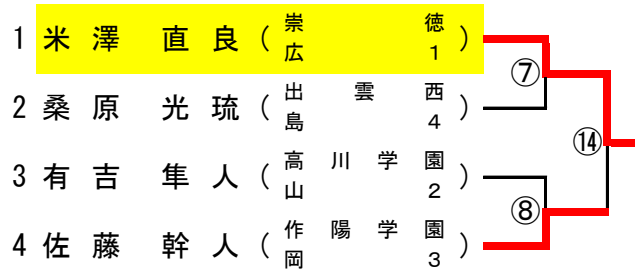 1 米澤 直良 (崇徳 広1)
⑦
2 桑原 光琉 (出雲西 島4)
⑭
3 有吉 隼人 (高川学園 山2)
⑧
4 佐藤 幹人 (作陽学園 岡3)